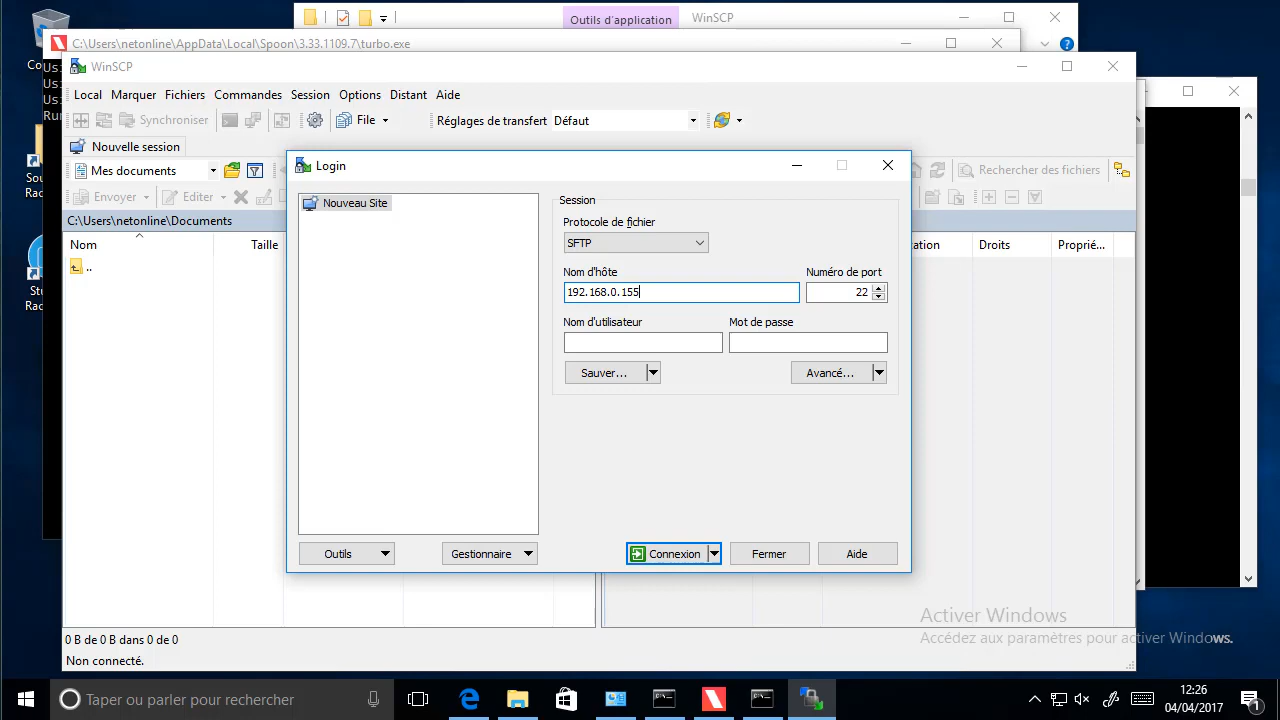 Outils d'application
WinSCP
C:\Users\netonline\AppData\Local\Spoon\3.33.1109.7\turbo.exe
WinSCP
Local Marquer Fichiers Commandes Session Options Distant Aide
Synchroniser
File
Réglages de transfert Défaut
Nouvelle session
Mes documents
Rechercher des fichiers
Envoyer
Editer
C:\Users\netonline\Documents
Nom Taille
Droits Proprié...
..
Login
Nouveau Site
Session
Protocole de fichier
SFTP
Nom d'hôte Numéro de port
192.168.0.155 22
Nom d'utilisateur Mot de passe
Sauver... Avancé...
Outils Gestionnaire Connexion Fermer Aide
0 B de 0 B dans 0 de 0
Non connecté.
Activer Windows
Accédez aux paramètres pour activer Windows.
Taper ou parler pour rechercher
12:26
04/04/2017
1